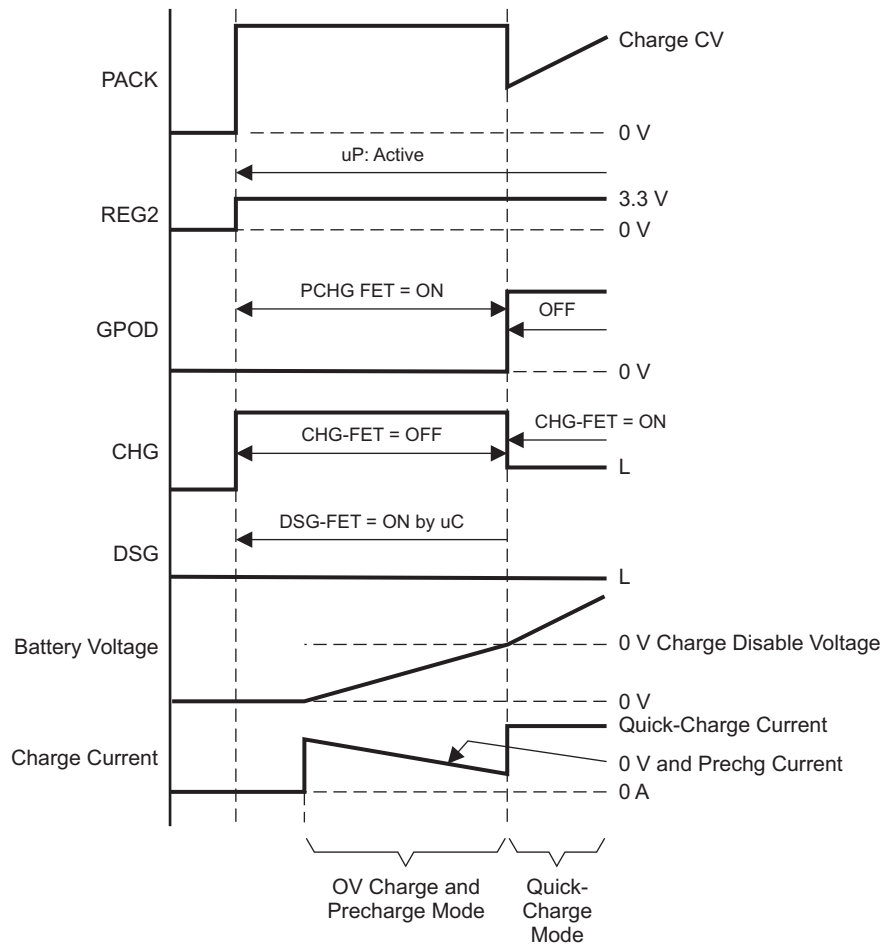 Charge CV
PACK
0 V
uP: Active
3.3 V
REG2
0 V
PCHG FET = ON
OFF
GPOD
0 V
CHG-FET = ON
CHG-FET = OFF
CHG
L
DSG-FET = ON by uC
DSG
L
Battery Voltage
0 V Charge Disable Voltage
0 V
Quick-Charge Current
Charge Current
0 V and Prechg Current
0 A
OV Charge and
Precharge Mode
Quick-
Charge
Mode